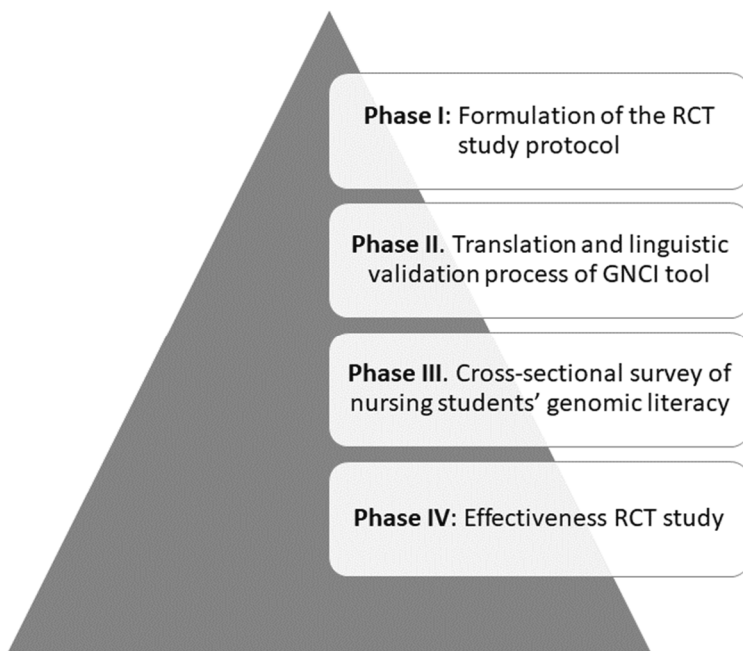 Phase I: Formulation of the RCT
study protocol
Phase II. Translation and linguistic
validation process of GNCI tool
Phase III. Cross-sectional survey of
nursing students’ genomic literacy
Phase IV: Effectiveness RCT study